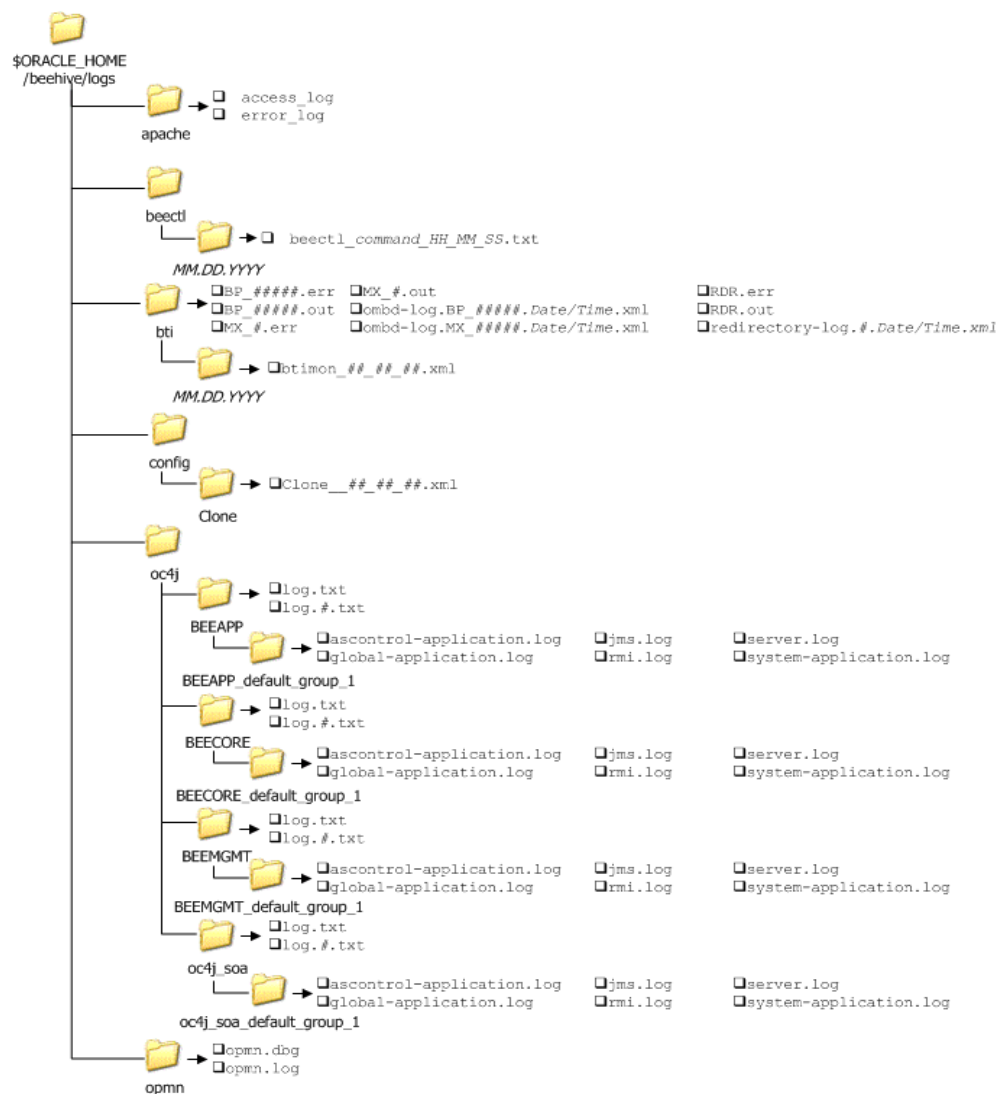 $ORACLE_HOME
/beehive/logs
access_log
error_log
apache
beectl
beectl_command_HH_MM_SS.txt
MM.DD.YYYY
BP_#####.err MX_#.out RDR.err
BP_#####.out ombd-log.BP_#####.Date/Time.xml RDR.out
MX_#.err ombd-log.MX_#####.Date/Time.xml redirectory-log.#.Date/Time.xml
bti
btimon_##_##_##.xml
MM.DD.YYYY
config
Clone__##_##_##.xml
Clone
oc4j
log.txt
log.#.txt
BEEAPP
ascontrol-application.log jms.log server.log
global-application.log rmi.log system-application.log
BEEAPP_default_group_1
log.txt
log.#.txt
BEECORE
ascontrol-application.log jms.log server.log
global-application.log rmi.log system-application.log
BEECORE_default_group_1
log.txt
log.#.txt
BEEMGMT
ascontrol-application.log jms.log server.log
global-application.log rmi.log system-application.log
BEEMGMT_default_group_1
log.txt
log.#.txt
oc4j_soa
ascontrol-application.log jms.log server.log
global-application.log rmi.log system-application.log
oc4j_soa_default_group_1
opmn.dbg
opmn.log
opmn